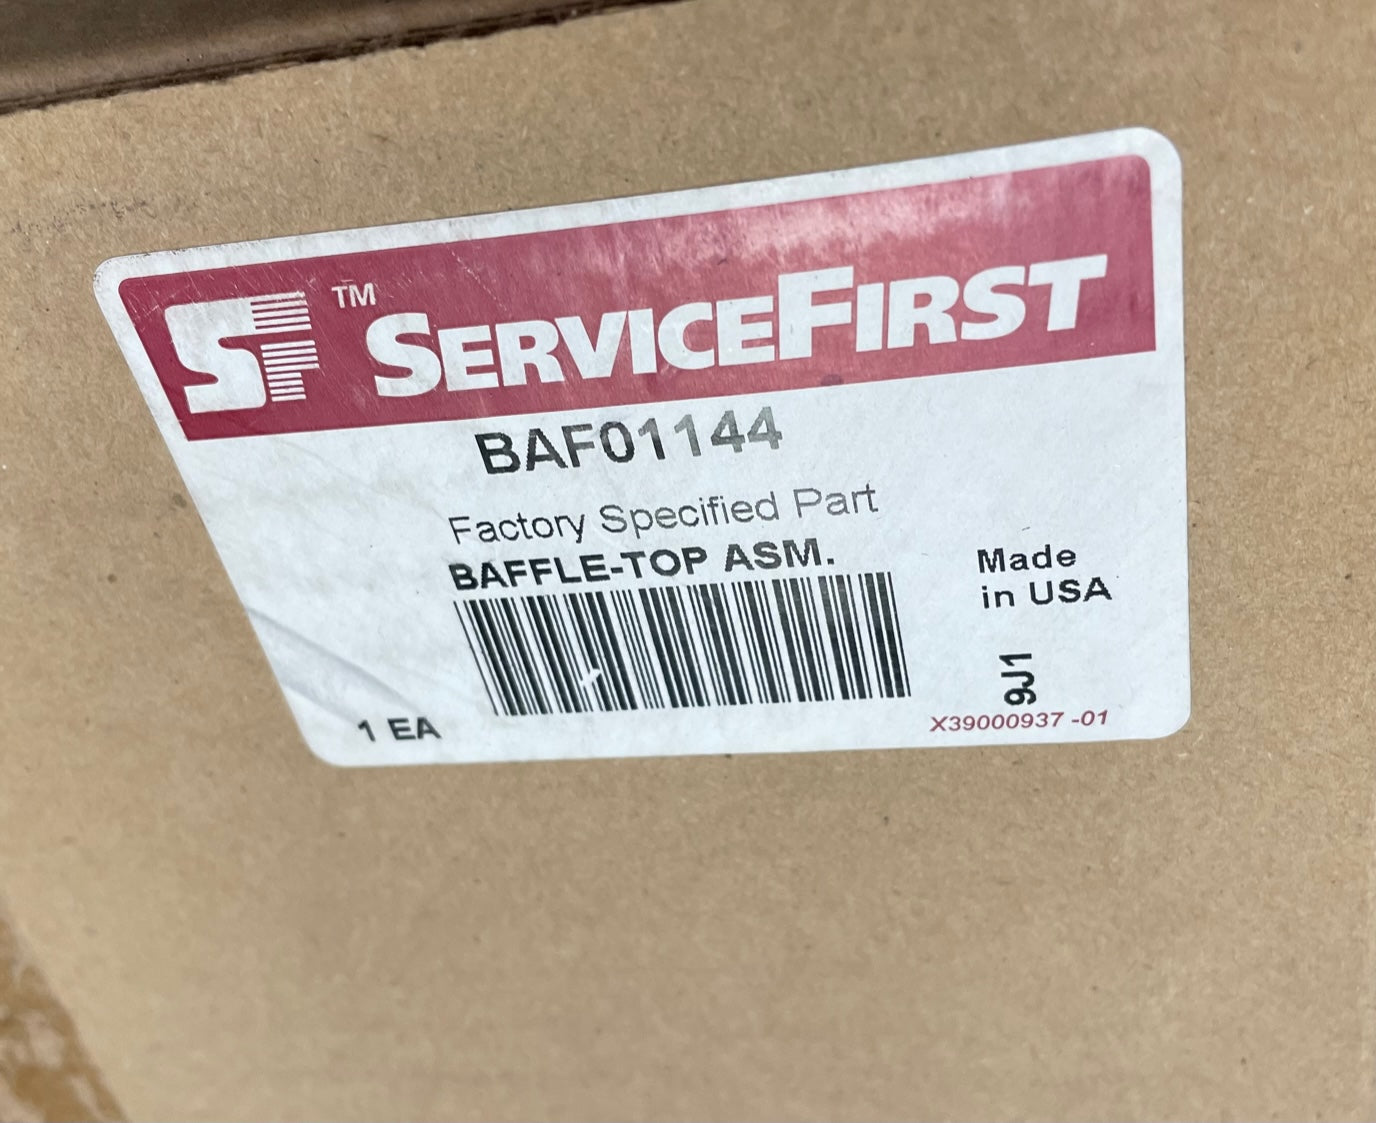 SF™ SERVICEFIRST
BAF01144
Factory Specified Part
BAFFLE-TOP ASM.
Made
in USA
9J1
1 EA
X39000937 -01